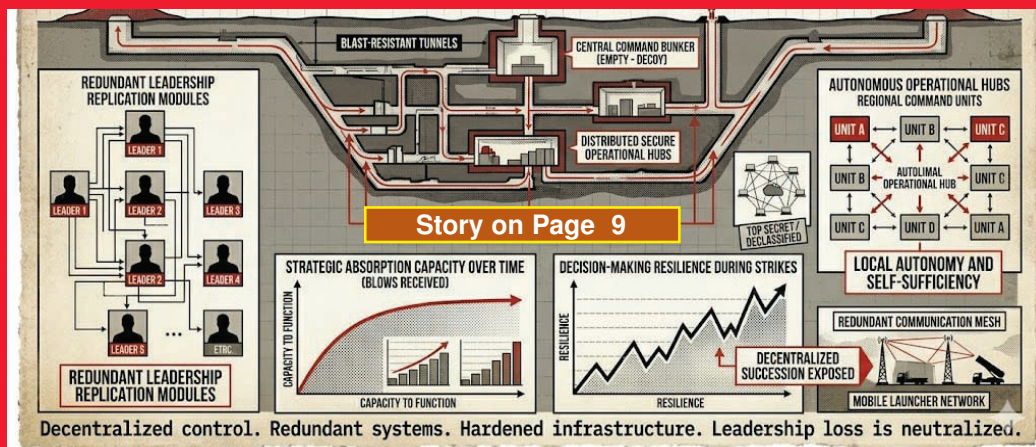 BLAST-RESISTANT TUNNELS
CENTRAL COMMAND BUNKER
(EMPTY - DECOY)
REDUNDANT LEADERSHIP
REPLICATION MODULES
LEADER 1
LEADER 1
LEADER 2
LEADER S
LEADER 2
LEADER 4
LEADER S
...
ETRC.
REDUNDANT LEADERSHIP
REPLICATION MODULES
DISTRIBUTED SECURE
OPERATIONAL HUBS
Story on Page 9
TOP SECRET/
DECLASSIFIED
AUTONOMOUS OPERATIONAL HUBS
REGIONAL COMMAND UNITS
UNIT A
UNIT B
UNIT C
UNIT B
AUTOLIMAL
OPERATIONAL HUB
UNIT C
UNIT C
UNIT D
UNIT A
LOCAL AUTONOMY AND
SELF-SUFFICIENCY
STRATEGIC ABSORPTION CAPACITY OVER TIME
(BLOWS RECEIVED)
CAPACITY TO FUNCTION
CAPACITY TO FUNCTION
DECISION-MAKING RESILIENCE DURING STRIKES
RESILIENCE
RESILIENCE
DECENTRALIZED
SUCCESSION EXPOSED
REDUNDANT COMMUNICATION MESH
MOBILE LAUNCHER NETWORK
Decentralized control. Redundant systems. Hardened infrastructure. Leadership loss is neutralized.